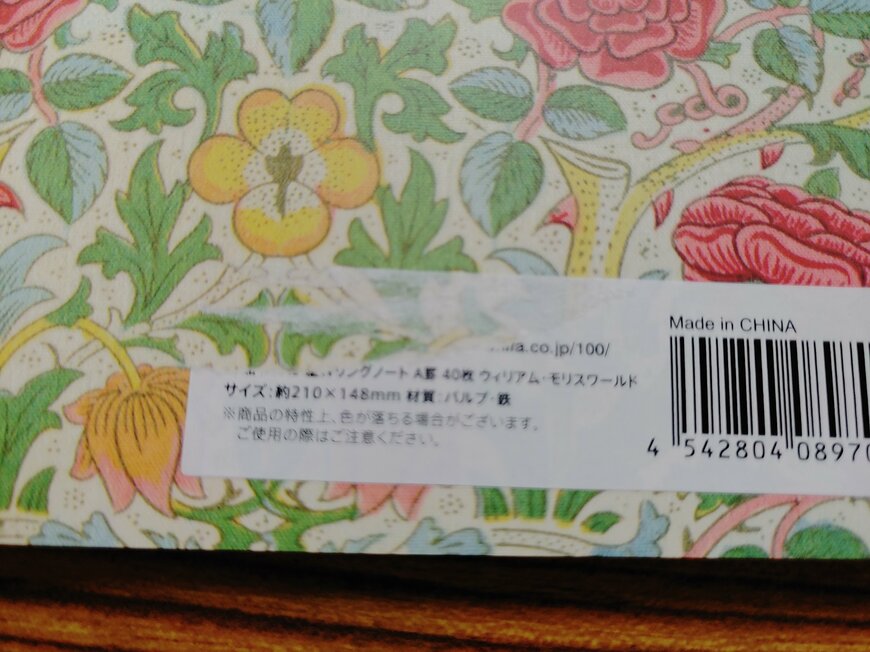 .co.jp/100/
リングノート A罫 40枚 ウィリアム・モリスワールド
サイズ:約210×148mm 材質:パルプ・鉄
※商品の特性上、色が落ちる場合がございます。
ご使用の際はご注意ください。
Made in CHINA
4 542804 08970